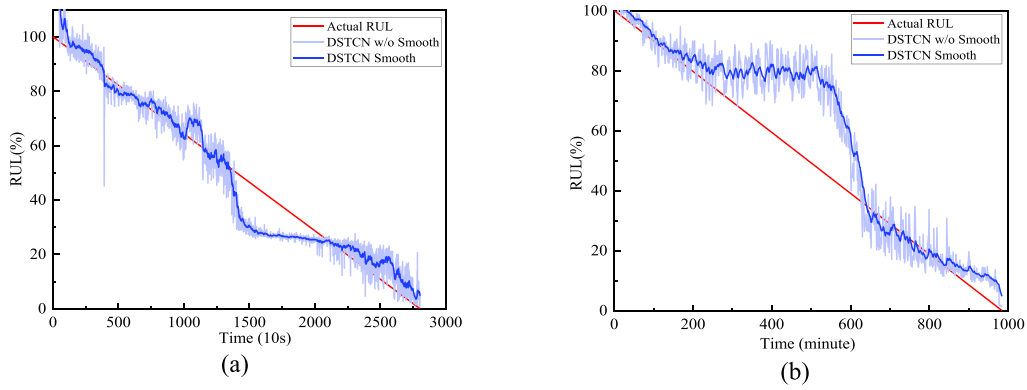 Actual RUL
DSTCN w/o Smooth
DSTCN Smooth
100
80
60
40
20
0
RUL(%)
0
500
1000
1500
2000
2500
3000
Time (10s)
(a)
Actual RUL
DSTCN w/o Smooth
DSTCN Smooth
100
80
60
40
20
0
RUL(%)
0
200
400
600
800
1000
Time (minute)
(b)